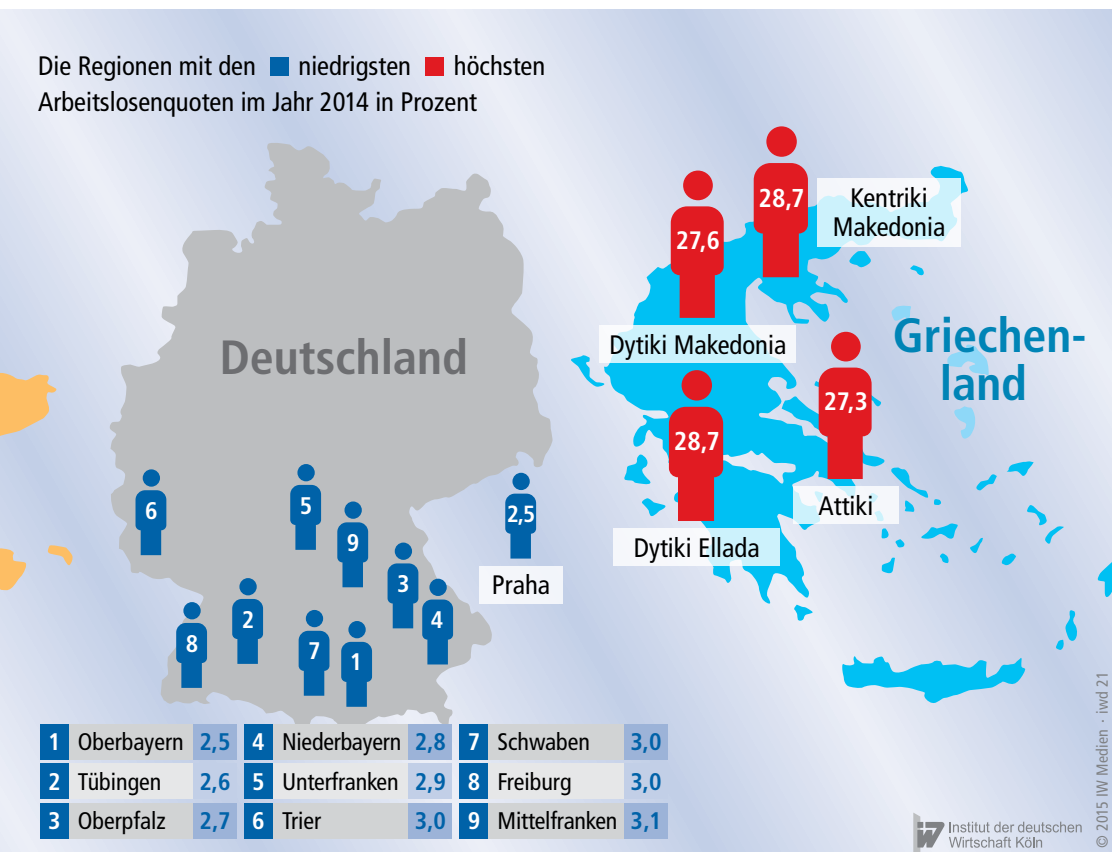 Die Regionen mit den niedrigsten höchsten
Arbeitslosenquoten im Jahr 2014 in Prozent
Deutschland
Griechen-
land
28,7
Kentriki
Makedonia
27,6
Dytiki Makedonia
27,3
Attiki
28,7
Dytiki Ellada
6
5
9
2,5
Praha
3
4
2
8
7
1
1 Oberbayern 2,5 4 Niederbayern 2,8 7 Schwaben 3,0
2 Tübingen 2,6 5 Unterfranken 2,9 8 Freiburg 3,0
3 Oberpfalz 2,7 6 Trier 3,0 9 Mittelfranken 3,1
iw Institut der deutschen
Wirtschaft Köln
© 2015 IW Medien · iwd 21